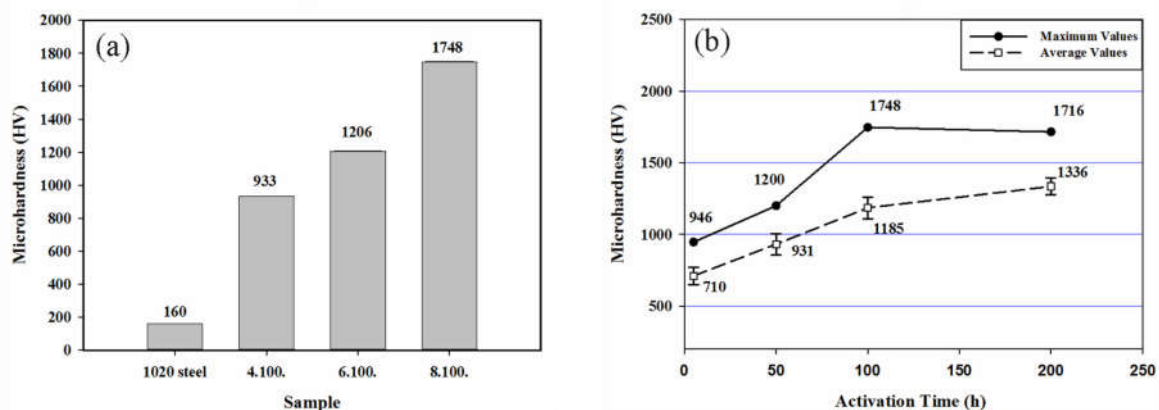 (a)
Microhardness (HV)
2000
1800
1600
1400
1200
1000
800
600
400
200
0
160
933
1206
1748
1020 steel 4.100. 6.100. 8.100.
Sample
(b)
Maximum Values
Average Values
Microhardness (HV)
2500
2000
1500
1000
500
946
1200
1748
1716
710
931
1185
1336
0 50 100 150 200 250
Activation Time (h)